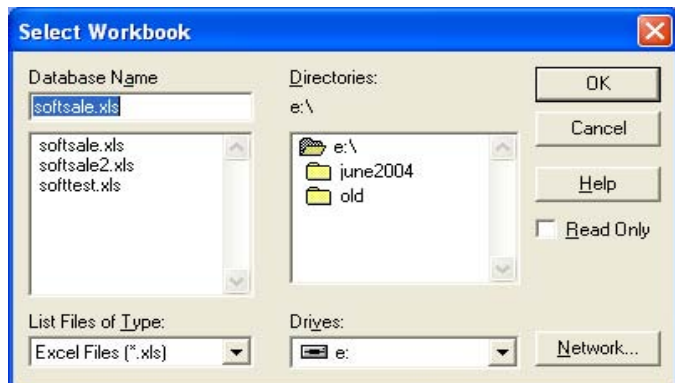 Select Workbook
Database Name
softsale.xls
softsale.xls
softsale2.xls
softtest.xls
List Files of Type:
Excel Files (*.xls)
Directories:
e:\
e:\
june2004
old
Drives:
e:
OK
Cancel
Help
Read Only
Network...